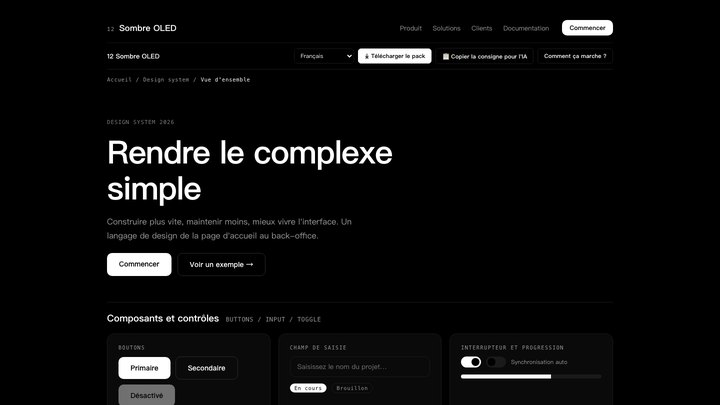 12 Sombre OLED
Produit Solutions Clients Documentation Commencer
12 Sombre OLED
Français Télécharger le pack Copier la consigne pour l'IA Comment ça marche ?
Accueil / Design system / Vue d'ensemble
DESIGN SYSTEM 2026
Rendre le complexe
simple
Construire plus vite, maintenir moins, mieux vivre l'interface. Un
langage de design de la page d'accueil au back-office.
Commencer Voir un exemple →
Composants et contrôles BUTTONS / INPUT / TOGGLE
BOUTONS
Primaire Secondaire
Désactivé
CHAMP DE SAISIE
Saisissez le nom du projet…
En cours Brouillon
INTERRUPTEUR ET PROGRESSION
Synchronisation auto